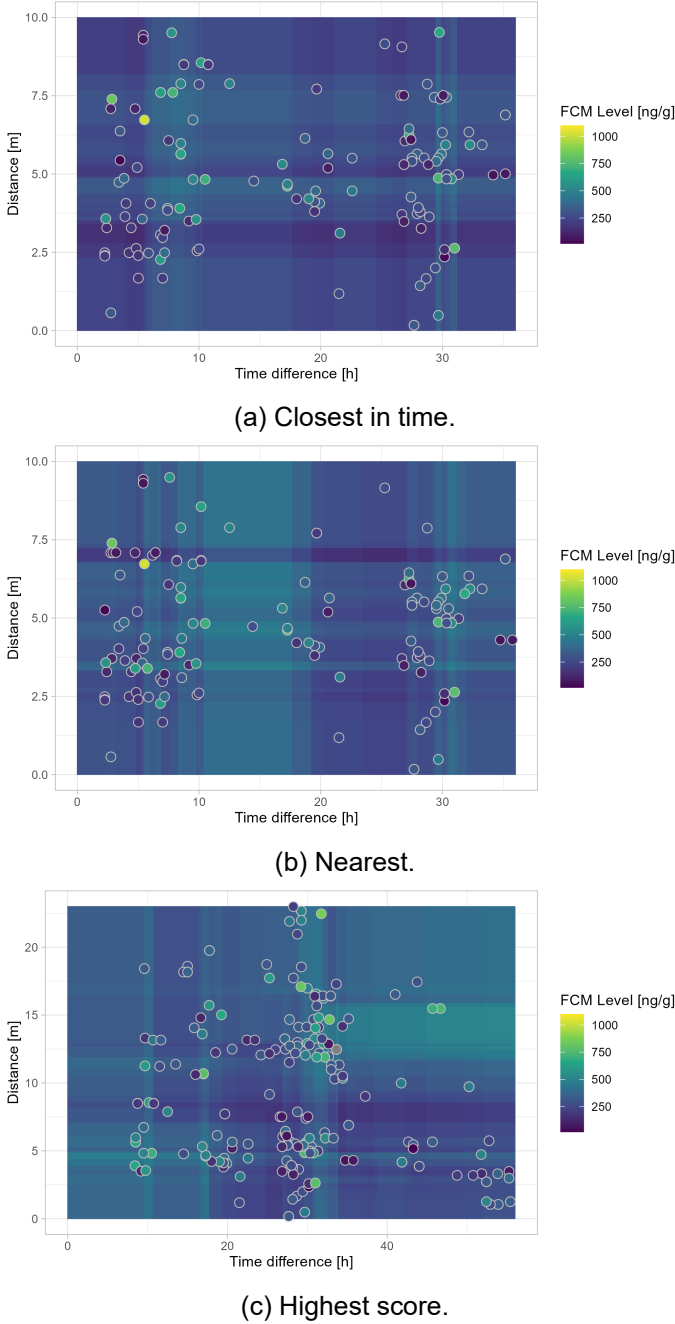 10.0
7.5
5.0
2.5
0.0
Distance [m]
0 10 20 30
Time difference [h]
FCM Level [ng/g]
1000
750
500
250
(a) Closest in time.
10.0
7.5
5.0
2.5
0.0
Distance [m]
0 10 20 30
Time difference [h]
FCM Level [ng/g]
1000
750
500
250
(b) Nearest.
20
15
10
5
0
Distance [m]
0 20 40
Time difference [h]
FCM Level [ng/g]
1000
750
500
250
(c) Highest score.